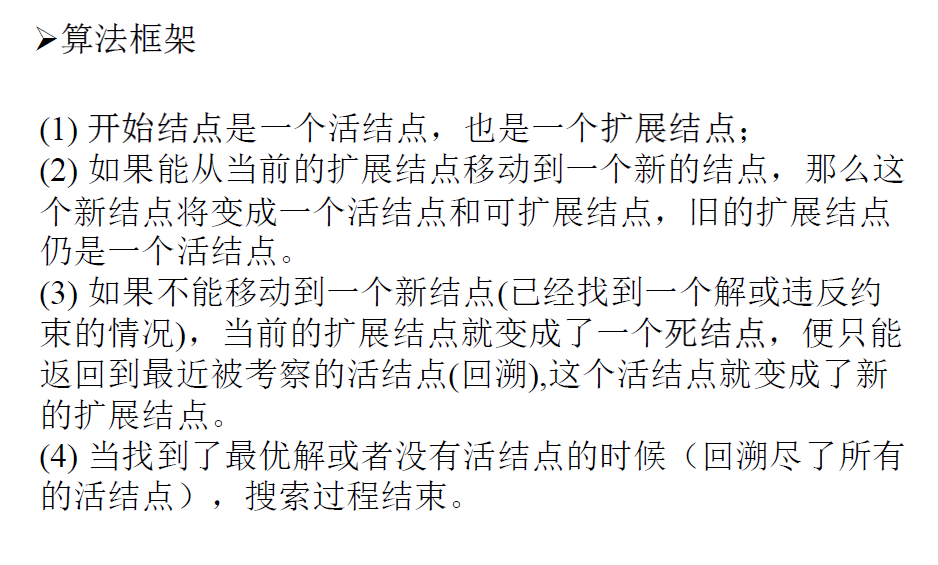 ➢算法框架
(1) 开始结点是一个活结点，也是一个扩展结点；
(2) 如果能从当前的扩展结点移动到一个新的结点，那么这
个新结点将变成一个活结点和可扩展结点，旧的扩展结点
仍是一个活结点。
(3) 如果不能移动到一个新结点(已经找到一个解或违反约
束的情况)，当前的扩展结点就变成了一个死结点，便只能
返回到最近被考察的活结点(回溯),这个活结点就变成了新
的扩展结点。
(4) 当找到了最优解或者没有活结点的时候（回溯尽了所有
的活结点），搜索过程结束。